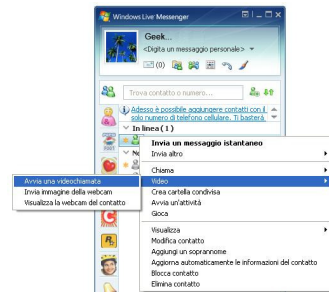 Windows Live Messenger
Geek...
<Digita un messaggio personale>
(0)
Trova contatto o numero...
Adesso è possibile aggiungere contatti con il
solo numero di telefono cellulare. Ti basterà
In linea ( 1 )
Invia un messaggio istantaneo
Invia altro
Chiama
Video
Avvia una videochiamata
Invia immagine della webcam
Visualizza la webcam del contatto
Crea cartella condivisa
Avvia un'attività
Gioca
Visualizza
Modifica contatto
Aggiungi un soprannome
Aggiorna automaticamente le informazioni del contatto
Blocca contatto
Elimina contatto